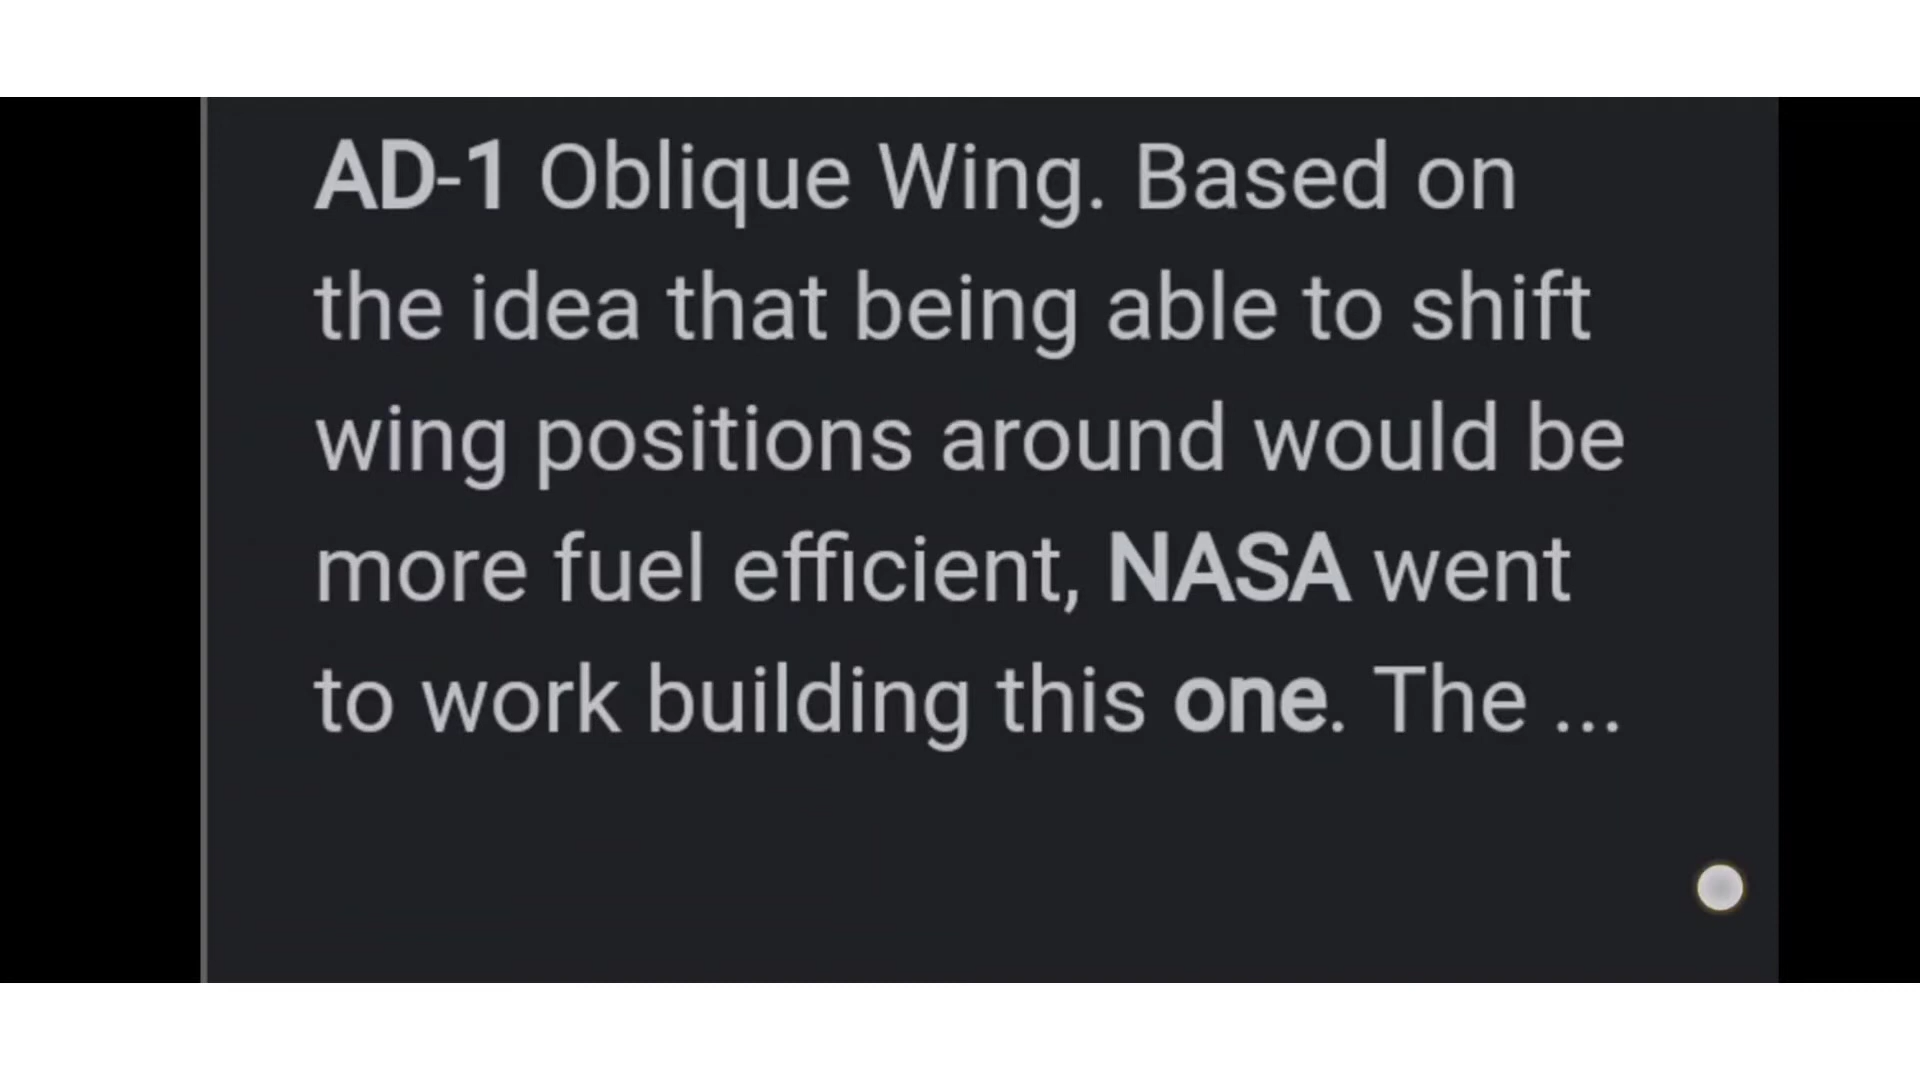 AD-1 Oblique Wing. Based on
the idea that being able to shift
wing positions around would be
more fuel efficient, NASA went
to work building this one. The ...